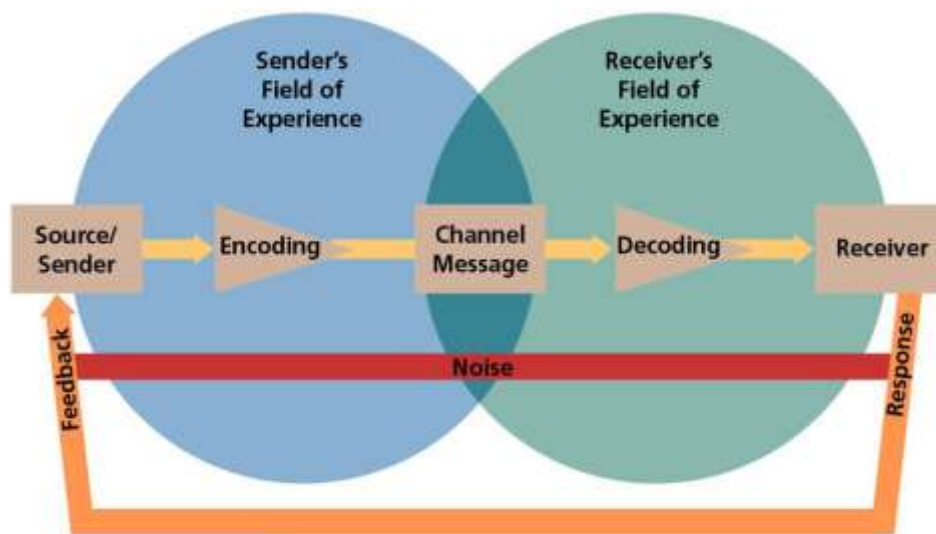 Sender's
Field of
Experience
Receiver's
Field of
Experience
Source/
Sender
Encoding
Channel
Message
Decoding
Receiver
Feedback
Noise
Response